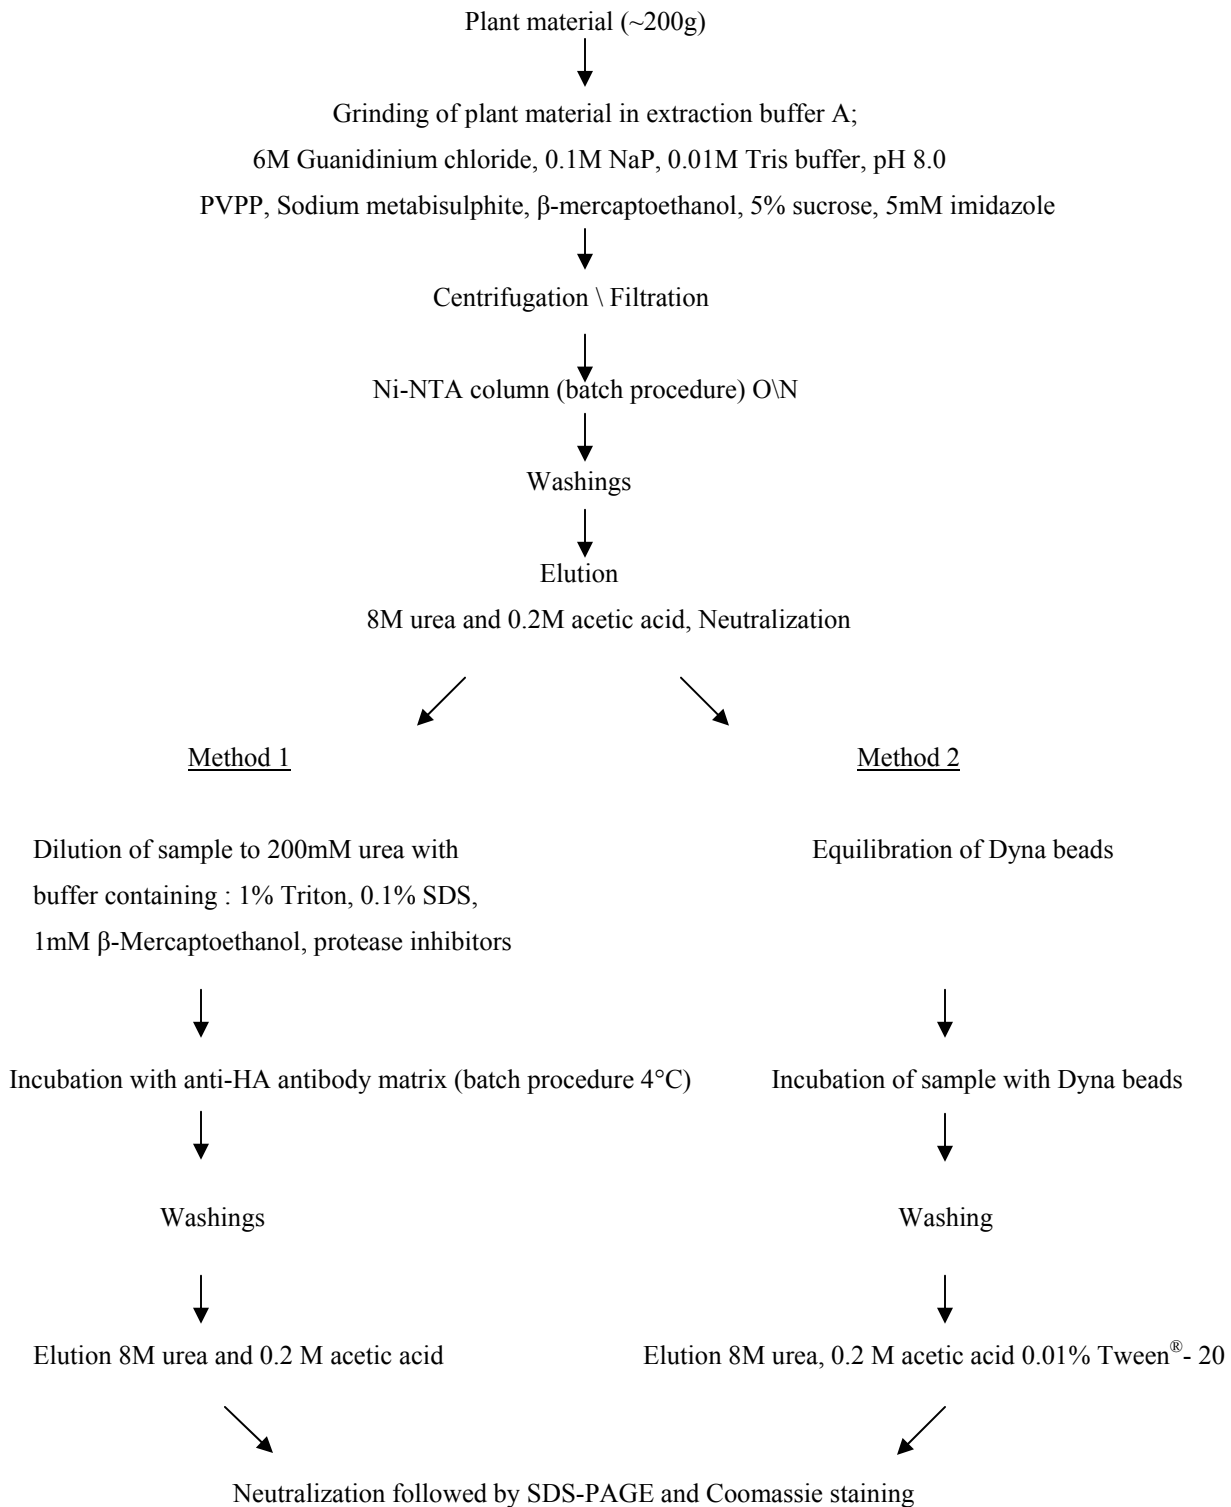 Plant material (~200g)
Grinding of plant material in extraction buffer A;
6M Guanidinium chloride, 0.1M NaP, 0.01M Tris buffer, pH 8.0
PVPP, Sodium metabisulphite, β-mercaptoethanol, 5% sucrose, 5mM imidazole
Centrifugation \ Filtration
Ni-NTA column (batch procedure) O\N
Washings
Elution
8M urea and 0.2M acetic acid, Neutralization
Method 1
Dilution of sample to 200mM urea with
buffer containing : 1% Triton, 0.1% SDS,
1mM β-Mercaptoethanol, protease inhibitors
Incubation with anti-HA antibody matrix (batch procedure 4°C)
Washings
Elution 8M urea and 0.2 M acetic acid
Method 2
Equilibration of Dyna beads
Incubation of sample with Dyna beads
Washing
Elution 8M urea, 0.2 M acetic acid 0.01% Tween®- 20
Neutralization followed by SDS-PAGE and Coomassie staining